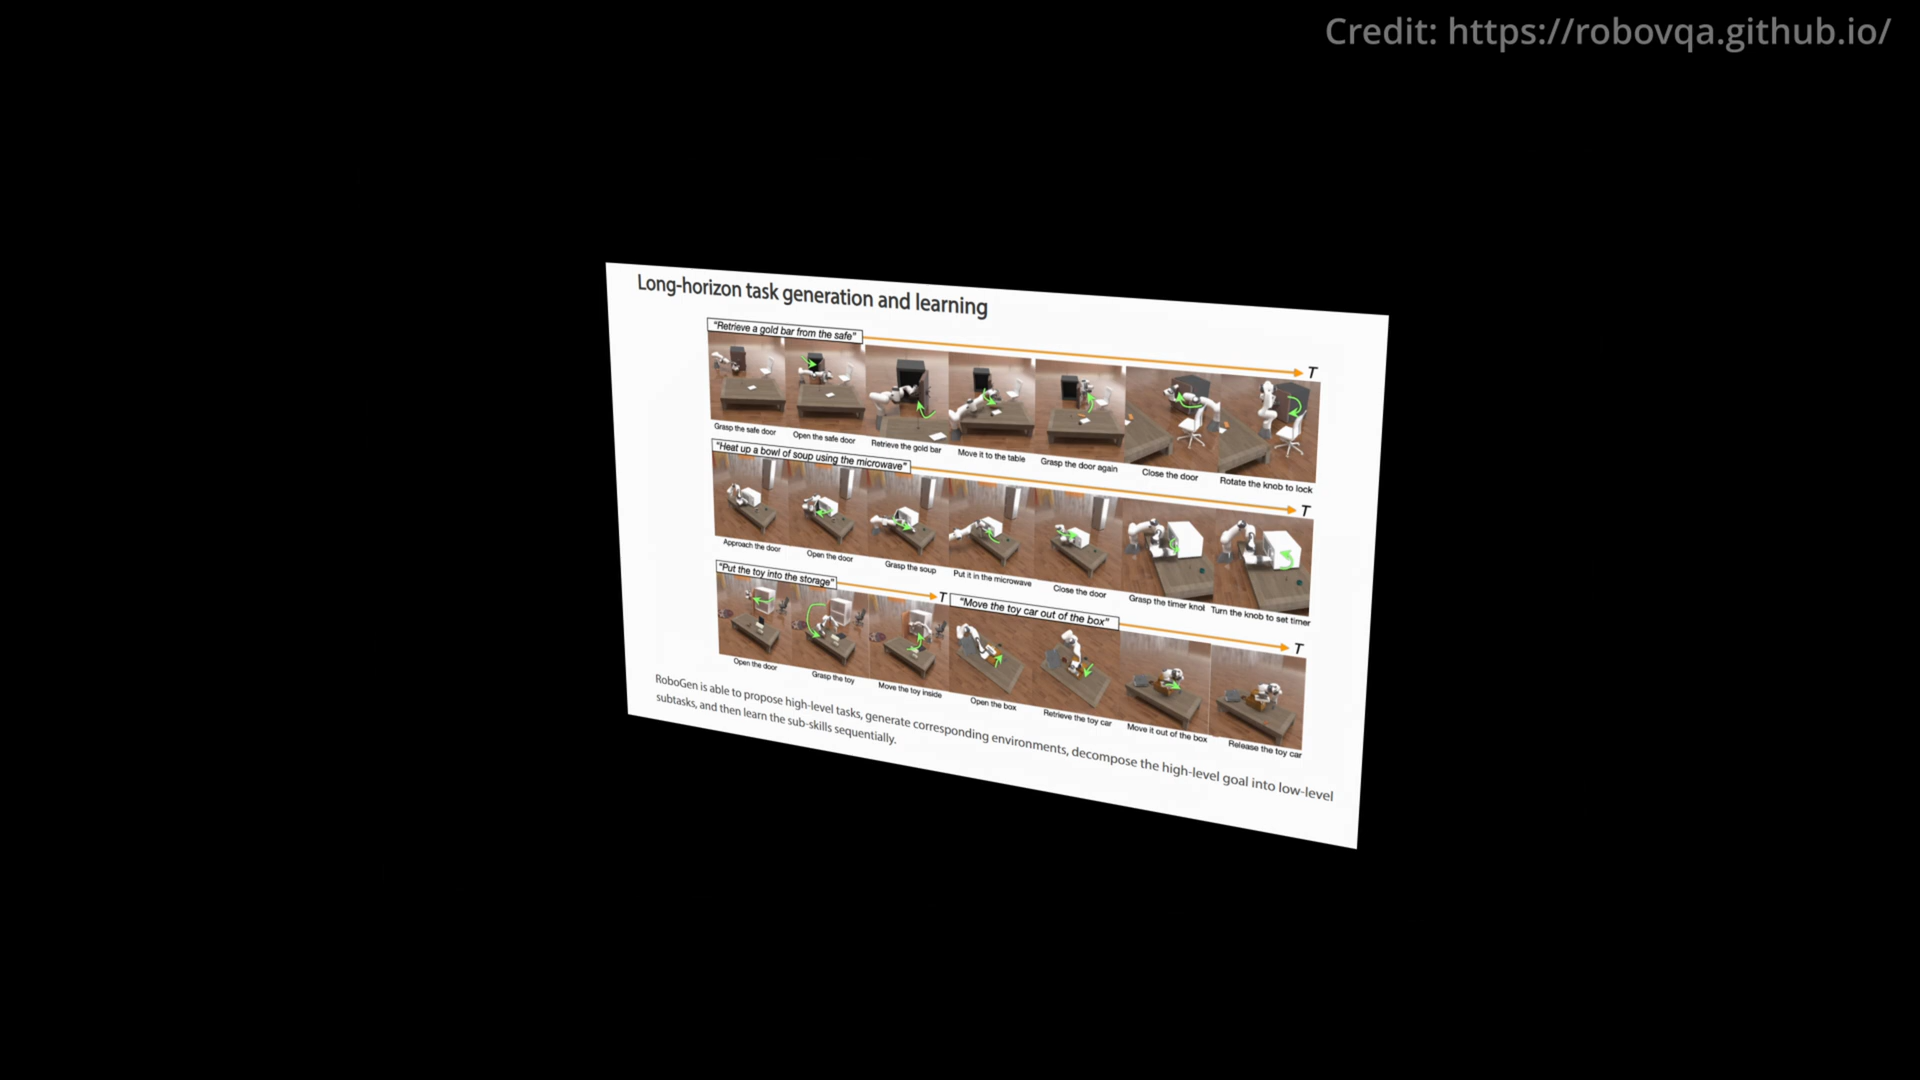 Credit: https://robovqa.github.io/
Long-horizon task generation and learning
"Retrieve a gold bar from the safe"
T
Grasp the safe door
Open the safe door
Retrieve the gold bar
Move it to the table
Grasp the door again
Close the door
Rotate the knob to lock
"Heat up a bowl of soup using the microwave"
T
Approach the door
Open the door
Grasp the soup
Put it in the microwave
Close the door
Grasp the timer knot
Turn the knob to set timer
"Put the toy into the storage"
T
"Move the toy car out of the box"
T
Open the door
Grasp the toy
Move the toy inside
Open the box
Retrieve the toy car
Move it out of the box
Release the toy car
RoboGen is able to propose high-level tasks, generate corresponding environments, decompose the high-level goal into low-level
subtasks, and then learn the sub-skills sequentially.